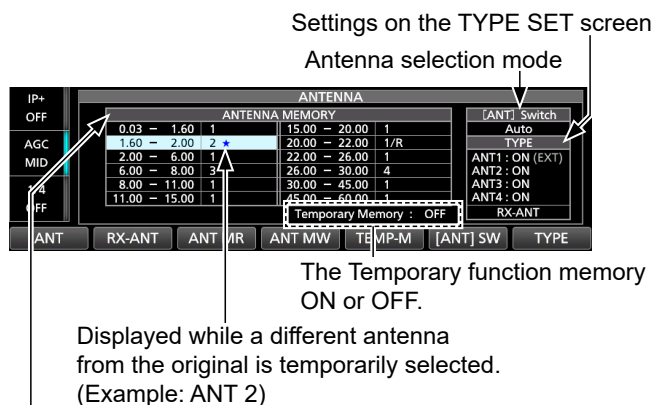 Settings on the TYPE SET screen
Antenna selection mode
IP+
OFF
AGC
MID
1/4
OFF
ANTENNA
ANTENNA MEMORY
0.03 – 1.60 1
1.60 – 2.00 2 ★
2.00 – 6.00 1
6.00 – 8.00 3
8.00 – 11.00 1
11.00 – 15.00 1
15.00 – 20.00 1
20.00 – 22.00 1/R
22.00 – 26.00 1
26.00 – 30.00 4
30.00 – 45.00 1
45.00 – 60.00 1
Temporary Memory : OFF
[ANT] Switch
Auto
TYPE
ANT1 : ON (EXT)
ANT2 : ON
ANT3 : ON
ANT4 : ON
RX-ANT
ANT RX-ANT ANT MR ANT MW TEMP-M [ANT] SW TYPE
The Temporary function memory
ON or OFF.
Displayed while a different antenna
from the original is temporarily selected.
(Example: ANT 2)